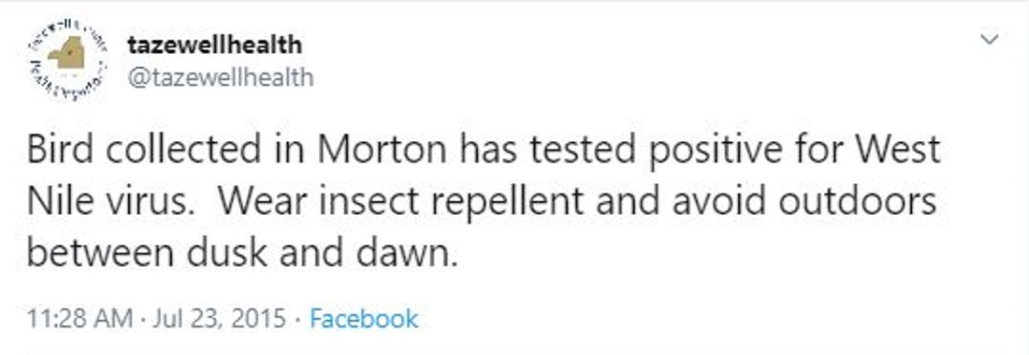 tazewellhealth
@tazewellhealth
Bird collected in Morton has tested positive for West
Nile virus.  Wear insect repellent and avoid outdoors
between dusk and dawn.
11:28 AM · Jul 23, 2015 · Facebook